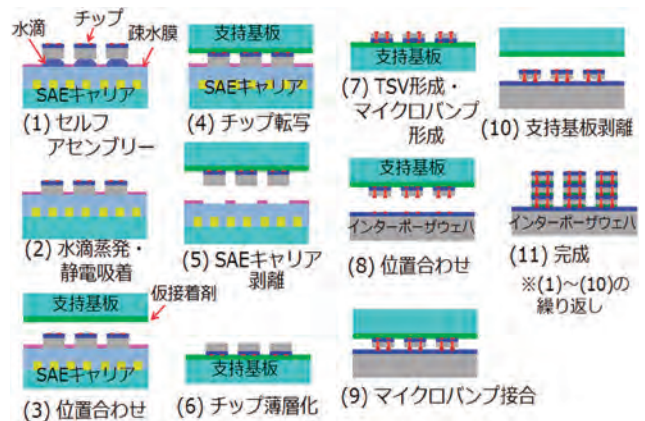 水滴
チップ
疎水膜
SAEキャリア
(1) セルフ
アセンブリー
(2) 水滴蒸発・
静電吸着
支持基板
仮接着剤
SAEキャリア
(3) 位置合わせ
支持基板
SAEキャリア
(4) チップ転写
(5) SAEキャリア
剥離
支持基板
(6) チップ薄層化
支持基板
(7) TSV形成・
マイクロバンプ
形成
支持基板
インターポーザウェハ
(8) 位置合わせ
(9) マイクロバンプ接合
(10) 支持基板剥離
インターポーザウェハ
(11) 完成
※(1)～(10)の
繰り返し